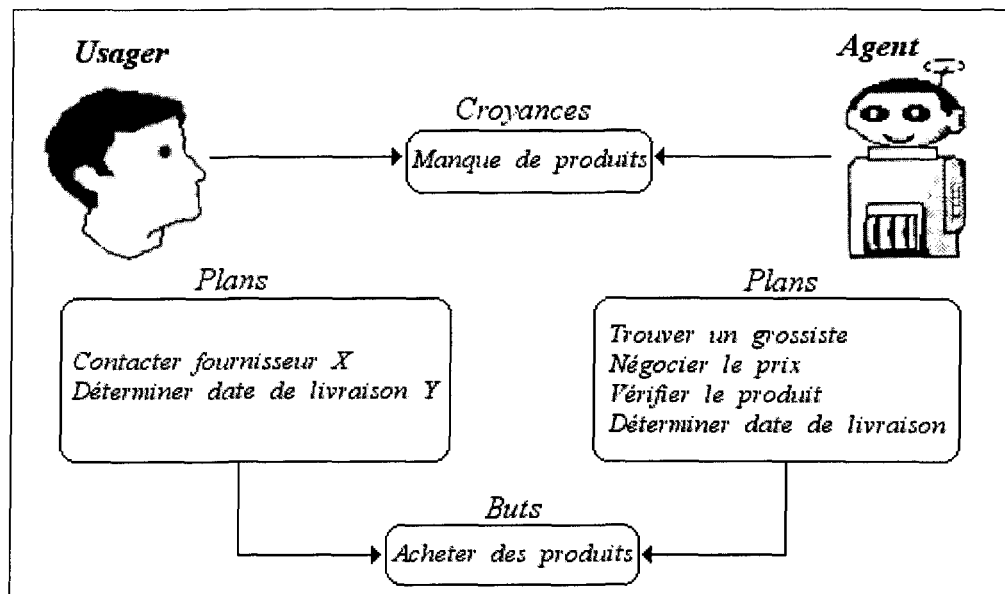 Usager
Agent
Croyances
Manque de produits
Plans
Contacter fournisseur X
Déterminer date de livraison Y
Plans
Trouver un grossiste
Négocier le prix
Vérifier le produit
Déterminer date de livraison
Buts
Acheter des produits